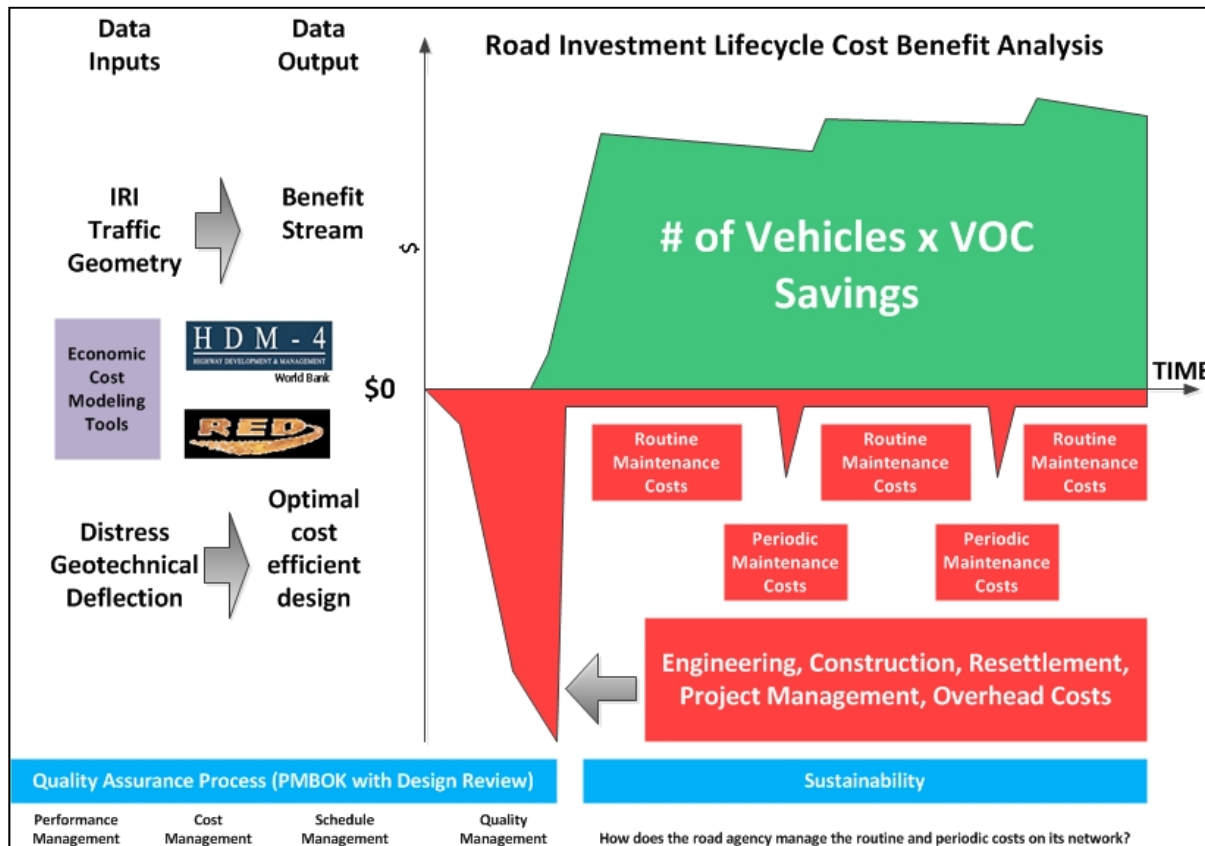 Data
Inputs
Data
Output
Road Investment Lifecycle Cost Benefit Analysis
IRI
Traffic
Geometry
Benefit
Stream
$
# of Vehicles x VOC
Savings
Economic
Cost
Modeling
Tools
HDM-4
HIGHWAY DEVELOPMENT & MANAGEMENT
World Bank
RED
$0
TIME
Routine
Maintenance
Costs
Routine
Maintenance
Costs
Routine
Maintenance
Costs
Distress
Geotechnical
Deflection
Optimal
cost
efficient
design
Periodic
Maintenance
Costs
Periodic
Maintenance
Costs
Engineering, Construction, Resettlement,
Project Management, Overhead Costs
Quality Assurance Process (PMBOK with Design Review)
Sustainability
Performance
Management
Cost
Management
Schedule
Management
Quality
Management
How does the road agency manage the routine and periodic costs on its network?